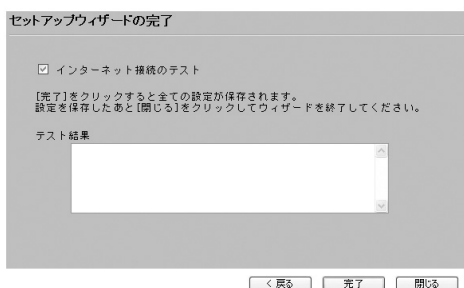 セットアップウィザードの完了
インターネット接続のテスト
[完了]をクリックすると全ての設定が保存されます。
設定を保存したあと[閉じる]をクリックしてウィザードを終了してください。
テスト結果
< 戻る
完了
閉じる